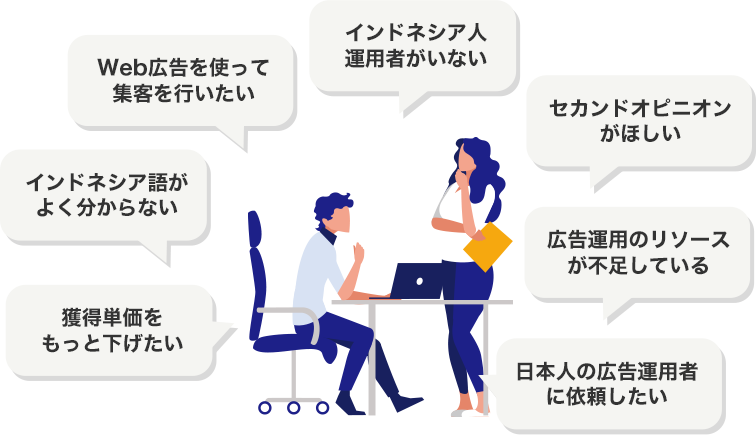 インドネシア人
運用者がいない
Web広告を使って
集客を行いたい
セカンドオピニオン
がほしい
インドネシア語が
よく分からない
広告運用のリソース
が不足している
獲得単価を
もっと下げたい
日本人の広告運用者
に依頼したい